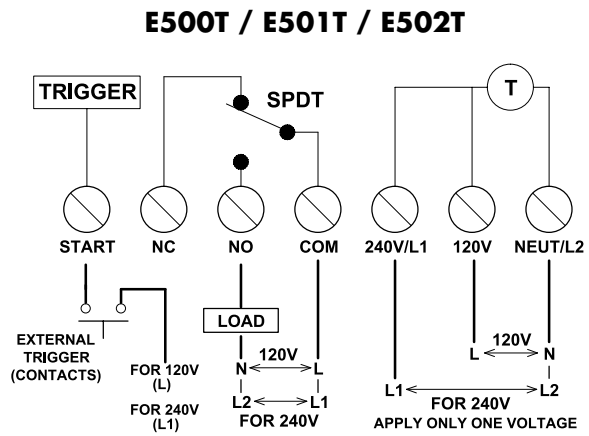 E500T / E501T / E502T
TRIGGER
SPDT
T
START
NC
NO
COM
240V/L1
120V
NEUT/L2
EXTERNAL
TRIGGER
(CONTACTS)
FOR 120V
(L)
FOR 240V
(L1)
LOAD
N
120V
L
L2
L1
FOR 240V
L
120V
N
L1
L2
FOR 240V
APPLY ONLY ONE VOLTAGE